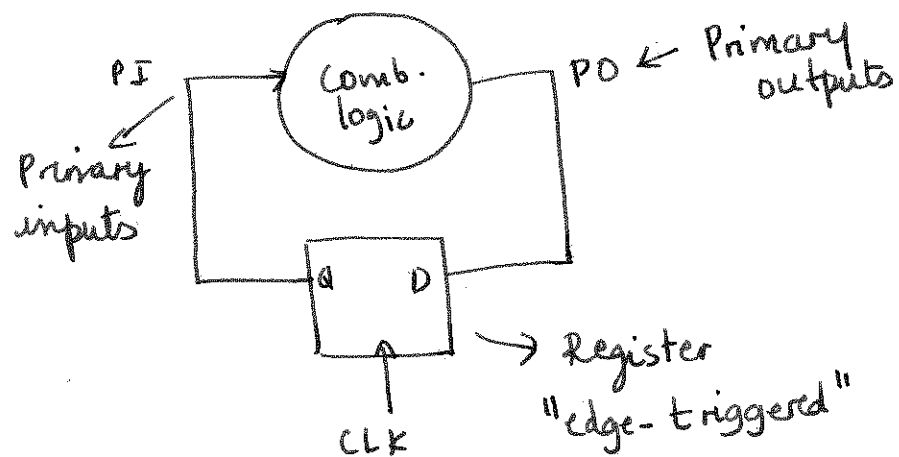 PI
Comb.
logic
PO
Primary
outputs
Primary
inputs
Q
D
Register
"edge-triggered"
CLK